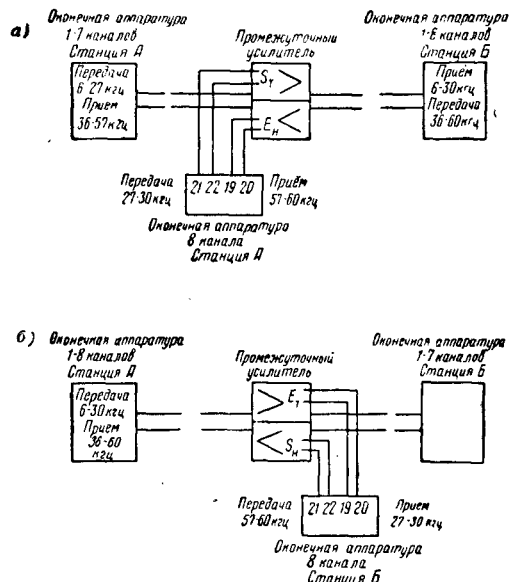 а)
Оконечная аппаратура
1-7 каналов
Станция А
Передача
6-27 кгц
Прием
36-57 кгц
Промежуточный
усилитель
S₁
Eн
Оконечная аппаратура
1-8 каналов
Станция Б
Приём
6-30 кгц
Передача
36-60 кгц
Передача
27-30 кгц
21 22 19 20
Приём
57-60 кгц
Оконечная аппаратура
8 канала
Станция А
б)
Оконечная аппаратура
1-8 каналов
Станция А
Передача
6-30 кгц
Прием
36-60
кгц
Промежуточный
усилитель
E₁
Sн
Оконечная аппаратура
1-7 каналов
Станция Б
Передача
57-60 кгц
21 22 19 20
Прием
27-30 кгц
Оконечная аппаратура
8 канала
Станция Б